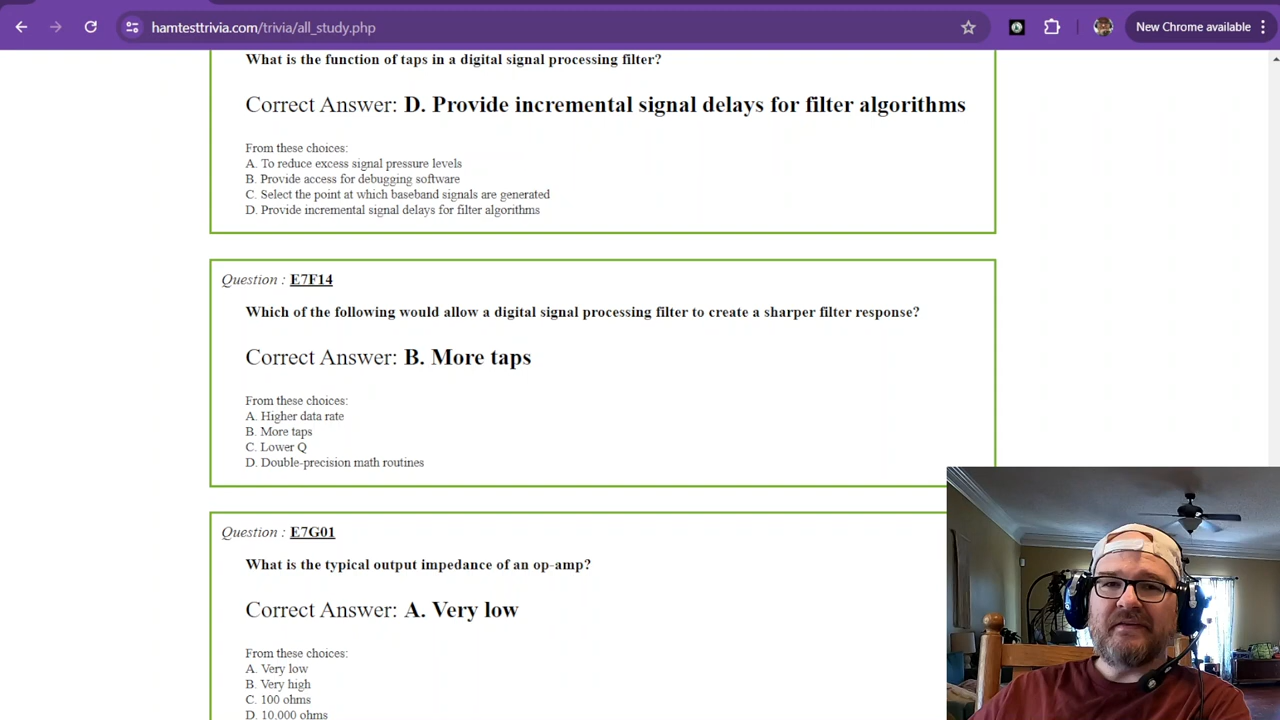 hamtesttrivia.com/trivia/all_study.php
New Chrome available
What is the function of taps in a digital signal processing filter?
Correct Answer: D. Provide incremental signal delays for filter algorithms
From these choices:
A. To reduce excess signal pressure levels
B. Provide access for debugging software
C. Select the point at which baseband signals are generated
D. Provide incremental signal delays for filter algorithms
Question : E7F14
Which of the following would allow a digital signal processing filter to create a sharper filter response?
Correct Answer: B. More taps
From these choices:
A. Higher data rate
B. More taps
C. Lower Q
D. Double-precision math routines
Question : E7G01
What is the typical output impedance of an op-amp?
Correct Answer: A. Very low
From these choices:
A. Very low
B. Very high
C. 100 ohms
D. 10,000 ohms